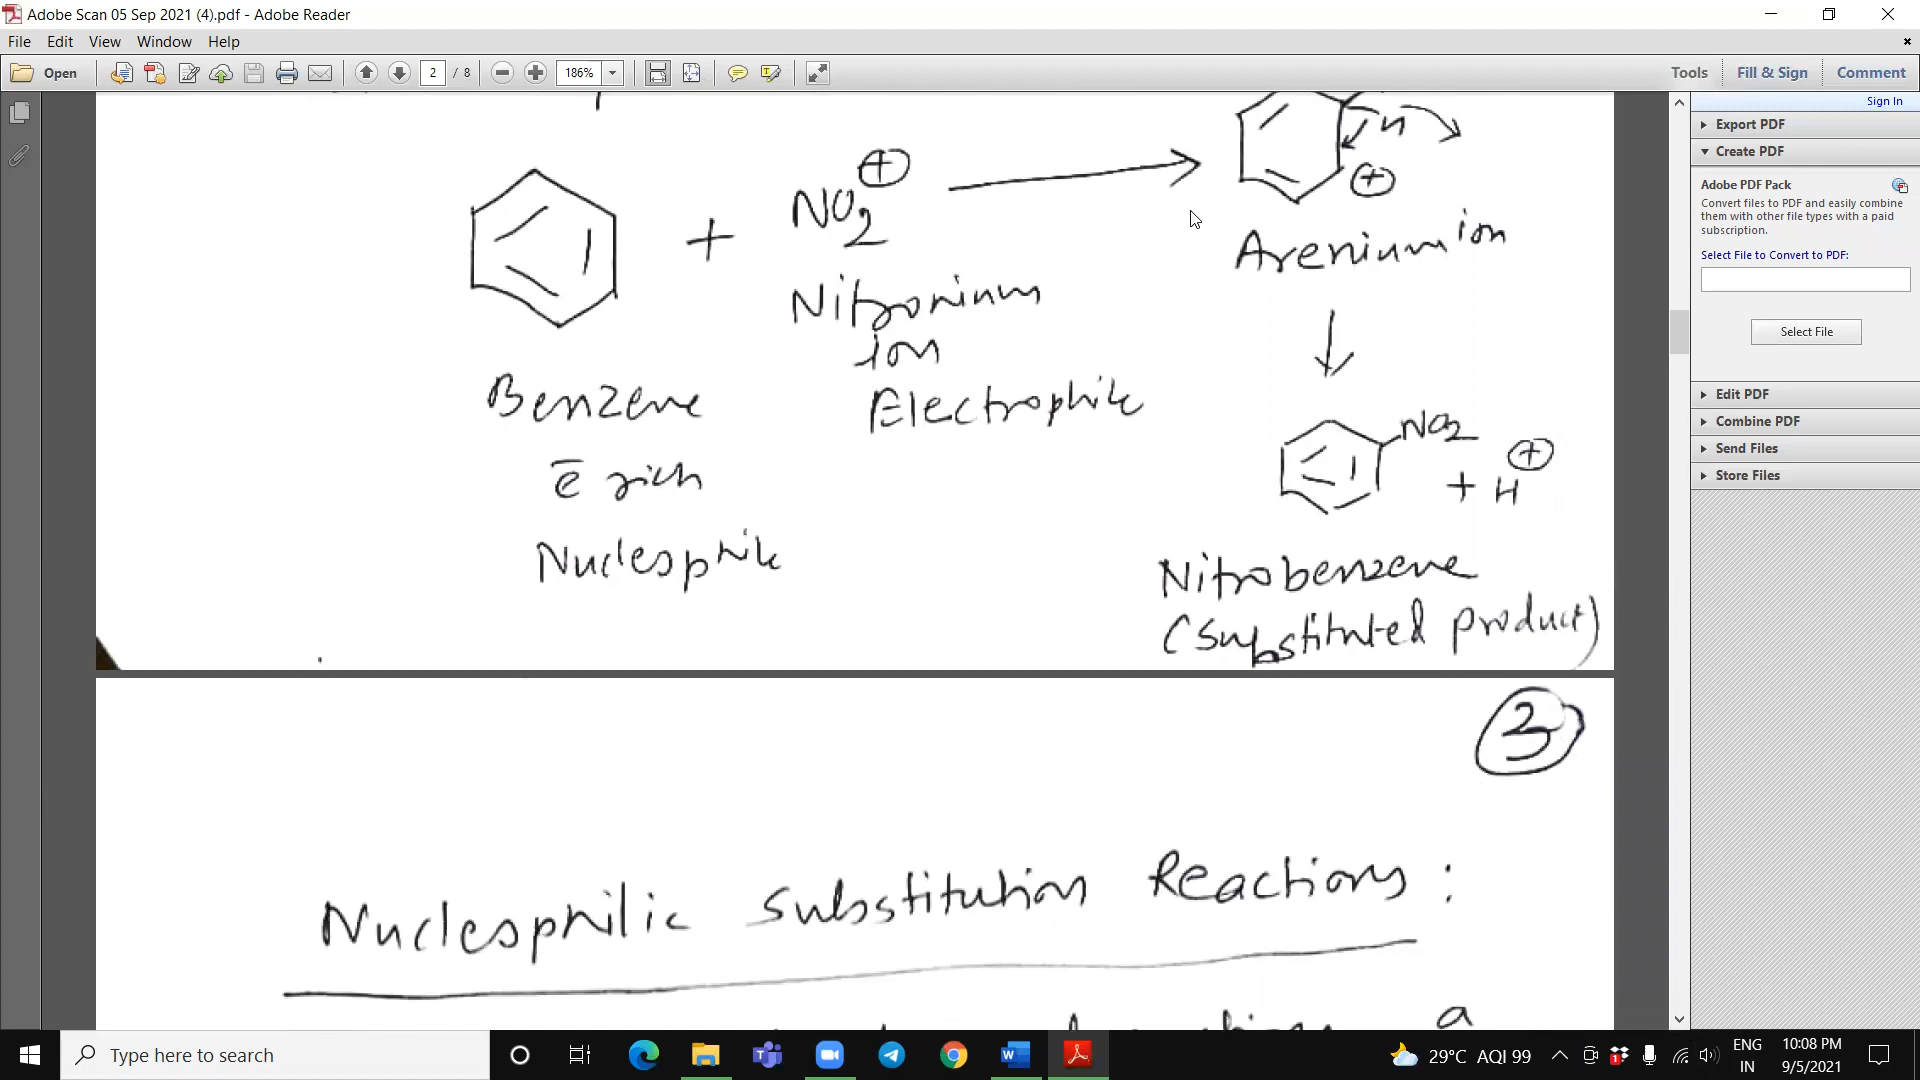 Adobe Scan 05 Sep 2021 (4).pdf - Adobe Reader
File Edit View Window Help
Open 2 / 8 186% Tools Fill & Sign Comment
Sign In
Export PDF
Create PDF
Adobe PDF Pack
Convert files to PDF and easily combine
them with other file types with a paid
subscription.
Select File to Convert to PDF:
Select File
Edit PDF
Combine PDF
Send Files
Store Files
H
+
+ NO2 +
Arenium ion
Nitronium
ion
Benzene Electrophile
NO2
+ H +
e rich
Nucleophile
Nitrobenzene
(Substituted product)
3
Nucleophilic Substitution Reactions:
a
Type here to search
29°C AQI 99
ENG
IN
10:08 PM
9/5/2021